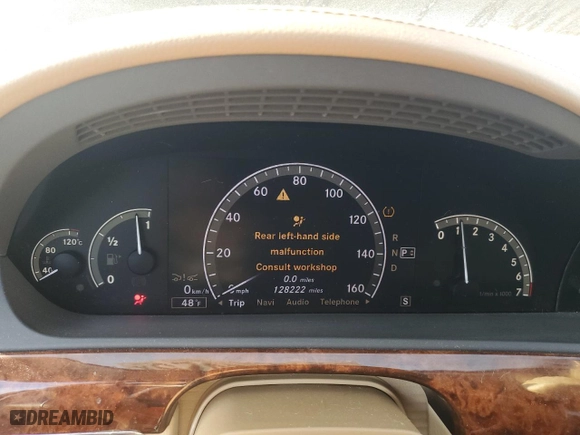 80
60
100
40
120
20
140
160
Rear left-hand side
malfunction
Consult workshop
0.0 miles
128222 miles
Trip Navi Audio Telephone
0 km/h
mph
48°F
R
N P
D
S
120°C
80
40
1
½
0
0 1 2 3 4 5 6 7
DREAMBID